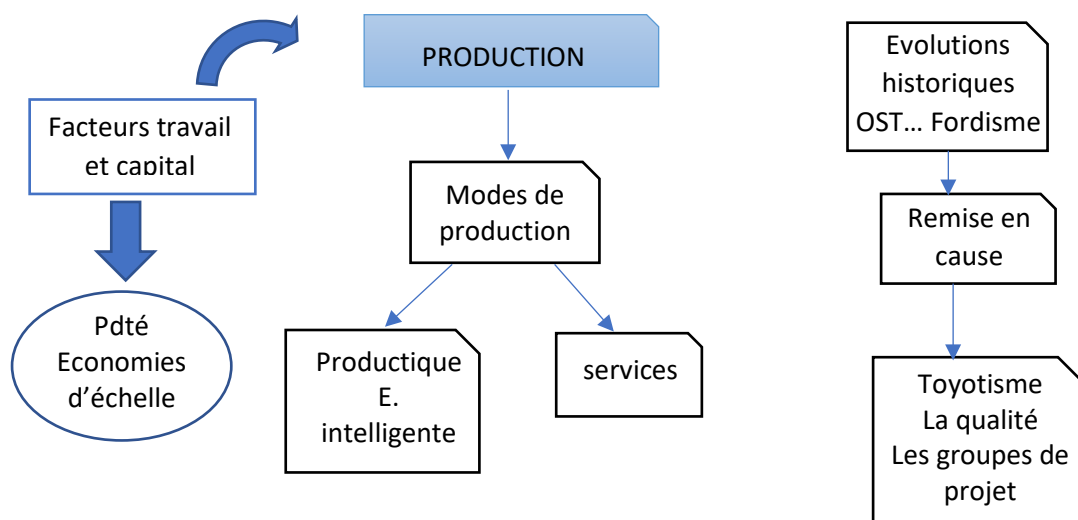 PRODUCTION
Facteurs travail
et capital
Pdté
Economies
d’échelle
Modes de
production
Productique
E.
intelligente
services
Evolutions
historiques
OST… Fordisme
Remise en
cause
Toyotisme
La qualité
Les groupes de
projet